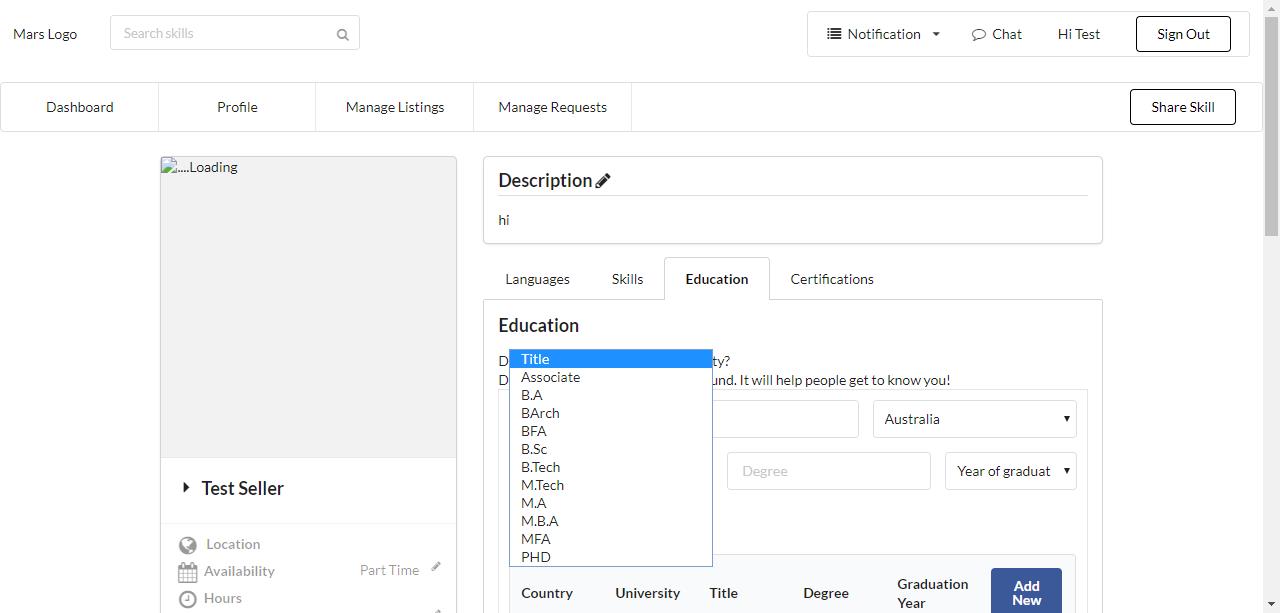 Mars Logo
Search skills
Notification
Chat
Hi Test
Sign Out
Dashboard
Profile
Manage Listings
Manage Requests
Share Skill
....Loading
Description
hi
Languages
Skills
Education
Certifications
Education
D
ty?
D
und. It will help people get to know you!
Title
Associate
B.A
BArch
BFA
B.Sc
B.Tech
M.Tech
M.A
M.B.A
MFA
PHD
Australia
Degree
Year of graduat
Test Seller
Location
Availability
Part Time
Hours
Country
University
Title
Degree
Graduation
Year
Add
New